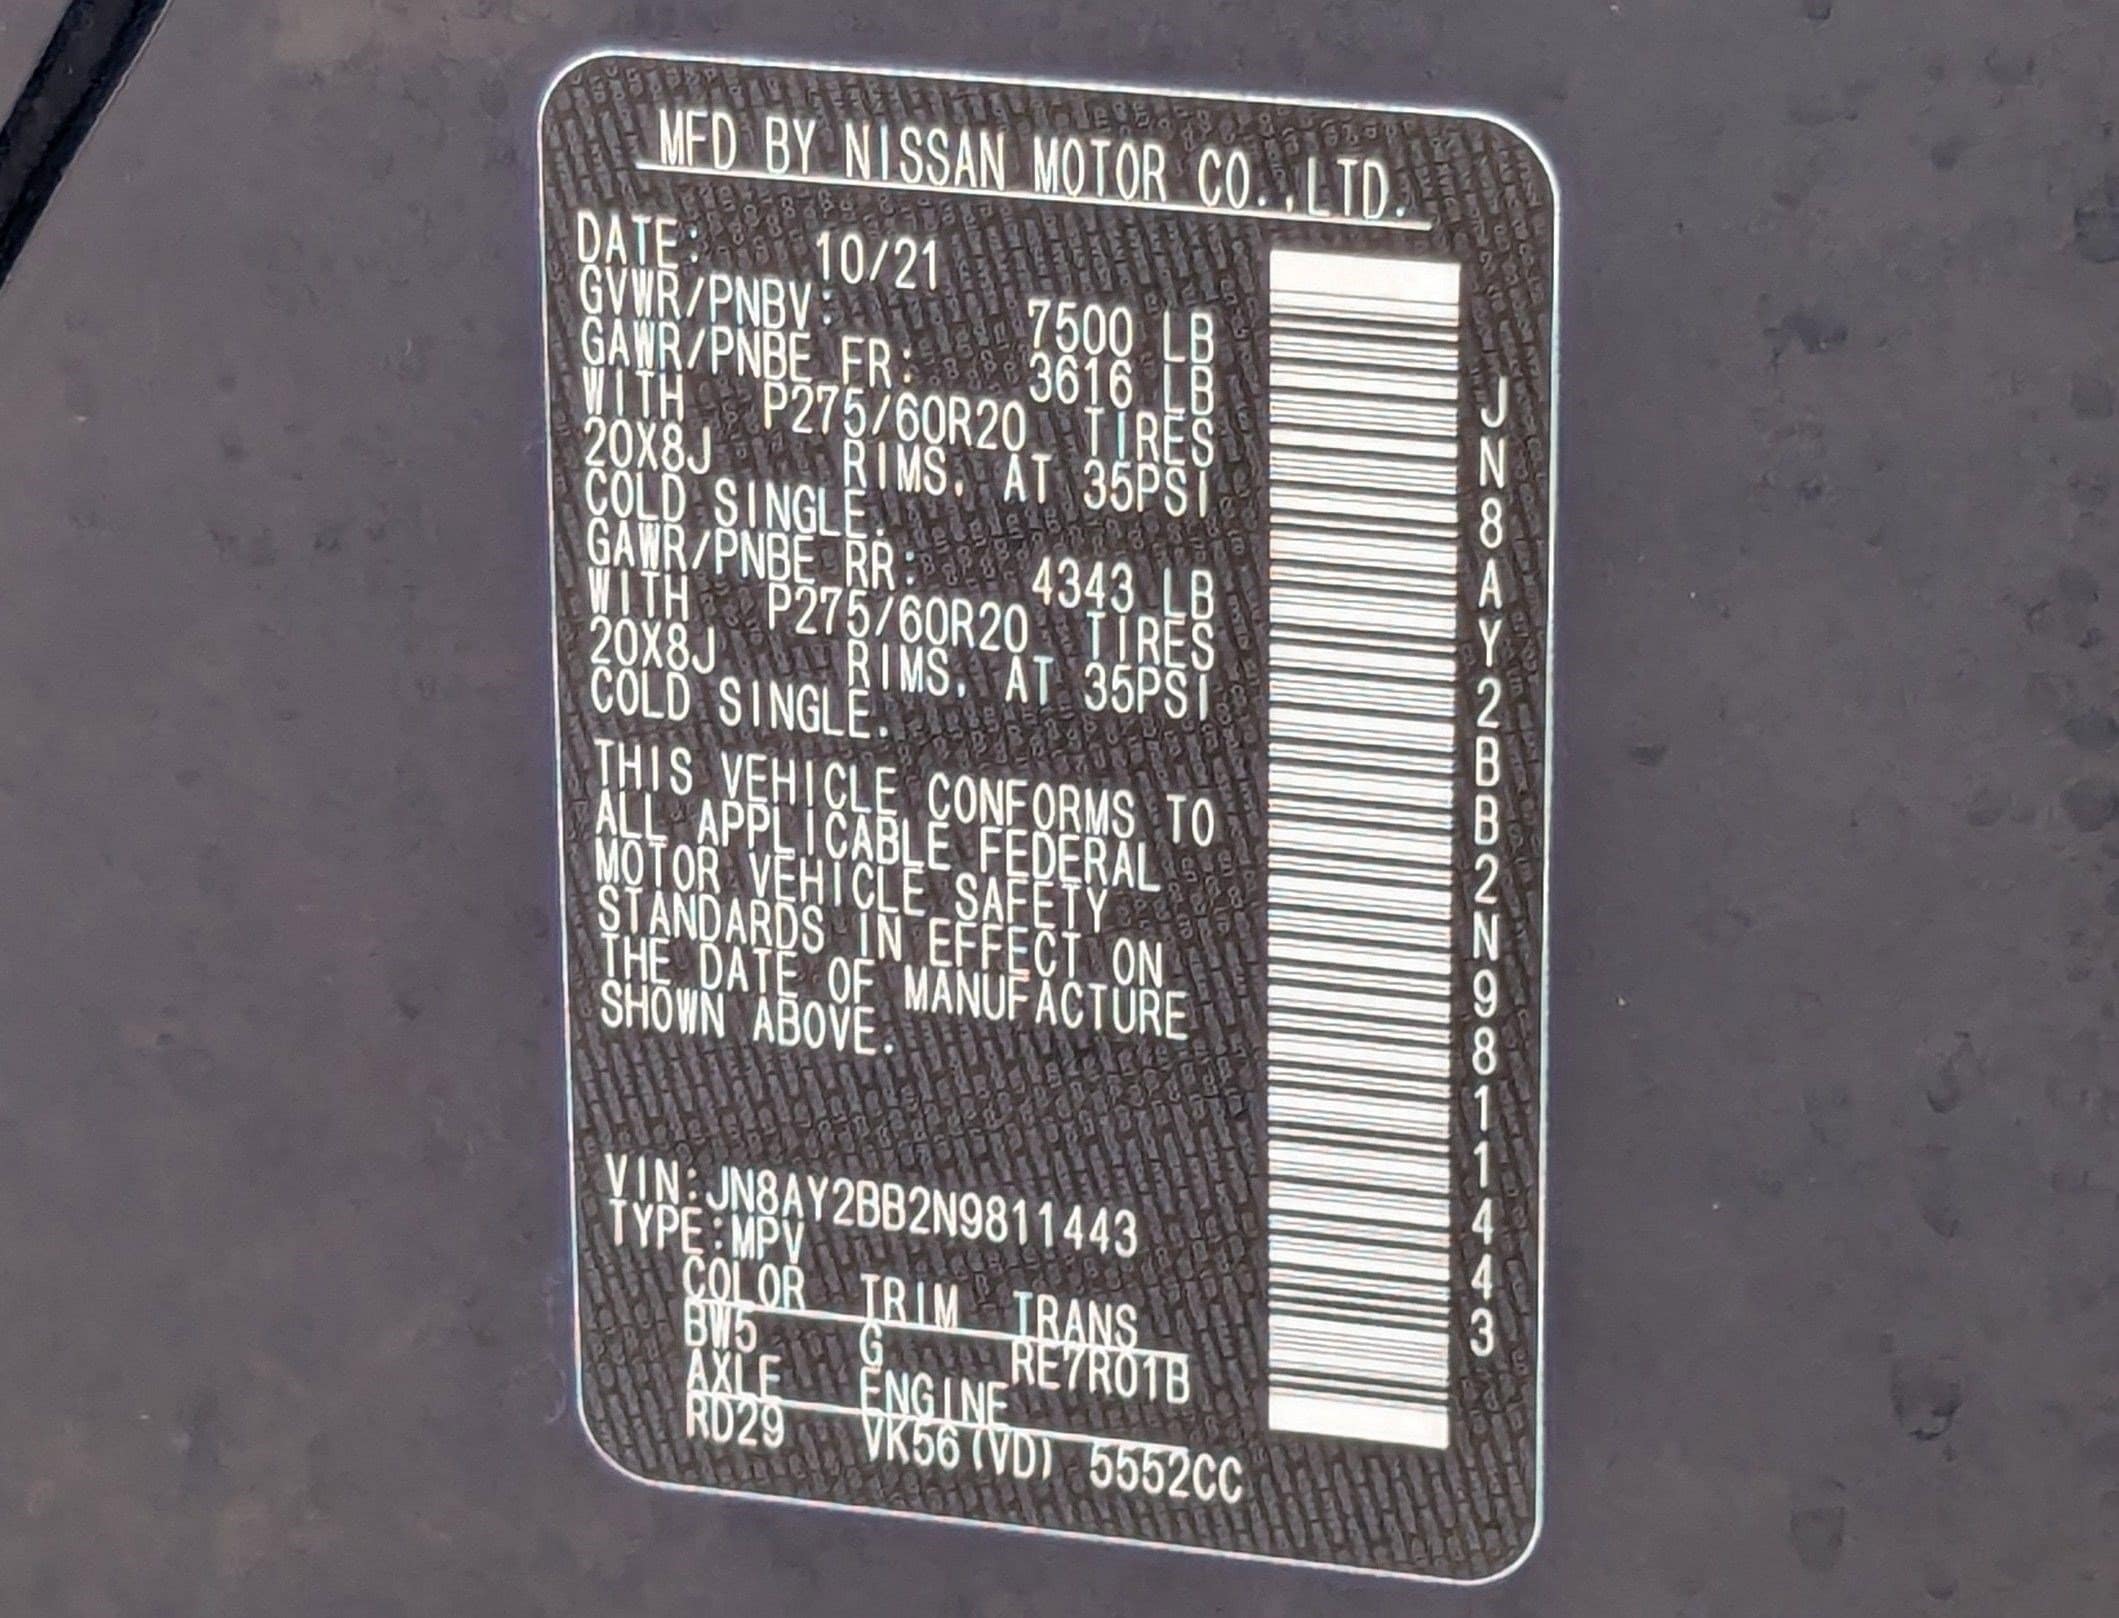 MFD BY NISSAN MOTOR CO.,LTD.
DATE: 10/21
GVWR/PNBV: 7500 LB
GAWR/PNBE FR: 3616 LB
WITH P275/60R20 TIRES
20X8J RIMS. AT 35PSI
COLD SINGLE.
GAWR/PNBE RR: 4343 LB
WITH P275/60R20 TIRES
20X8J RIMS. AT 35PSI
COLD SINGLE.
THIS VEHICLE CONFORMS TO
ALL APPLICABLE FEDERAL
MOTOR VEHICLE SAFETY
STANDARDS IN EFFECT ON
THE DATE OF MANUFACTURE
SHOWN ABOVE.
VIN:JN8AY2BB2N9811443
TYPE:MPV
COLOR TRIM TRANS
BW5 G RE7R01B
AXLE ENGINE
RD29 VK56(VD) 5552CC
JN8AY2BB2N9811443